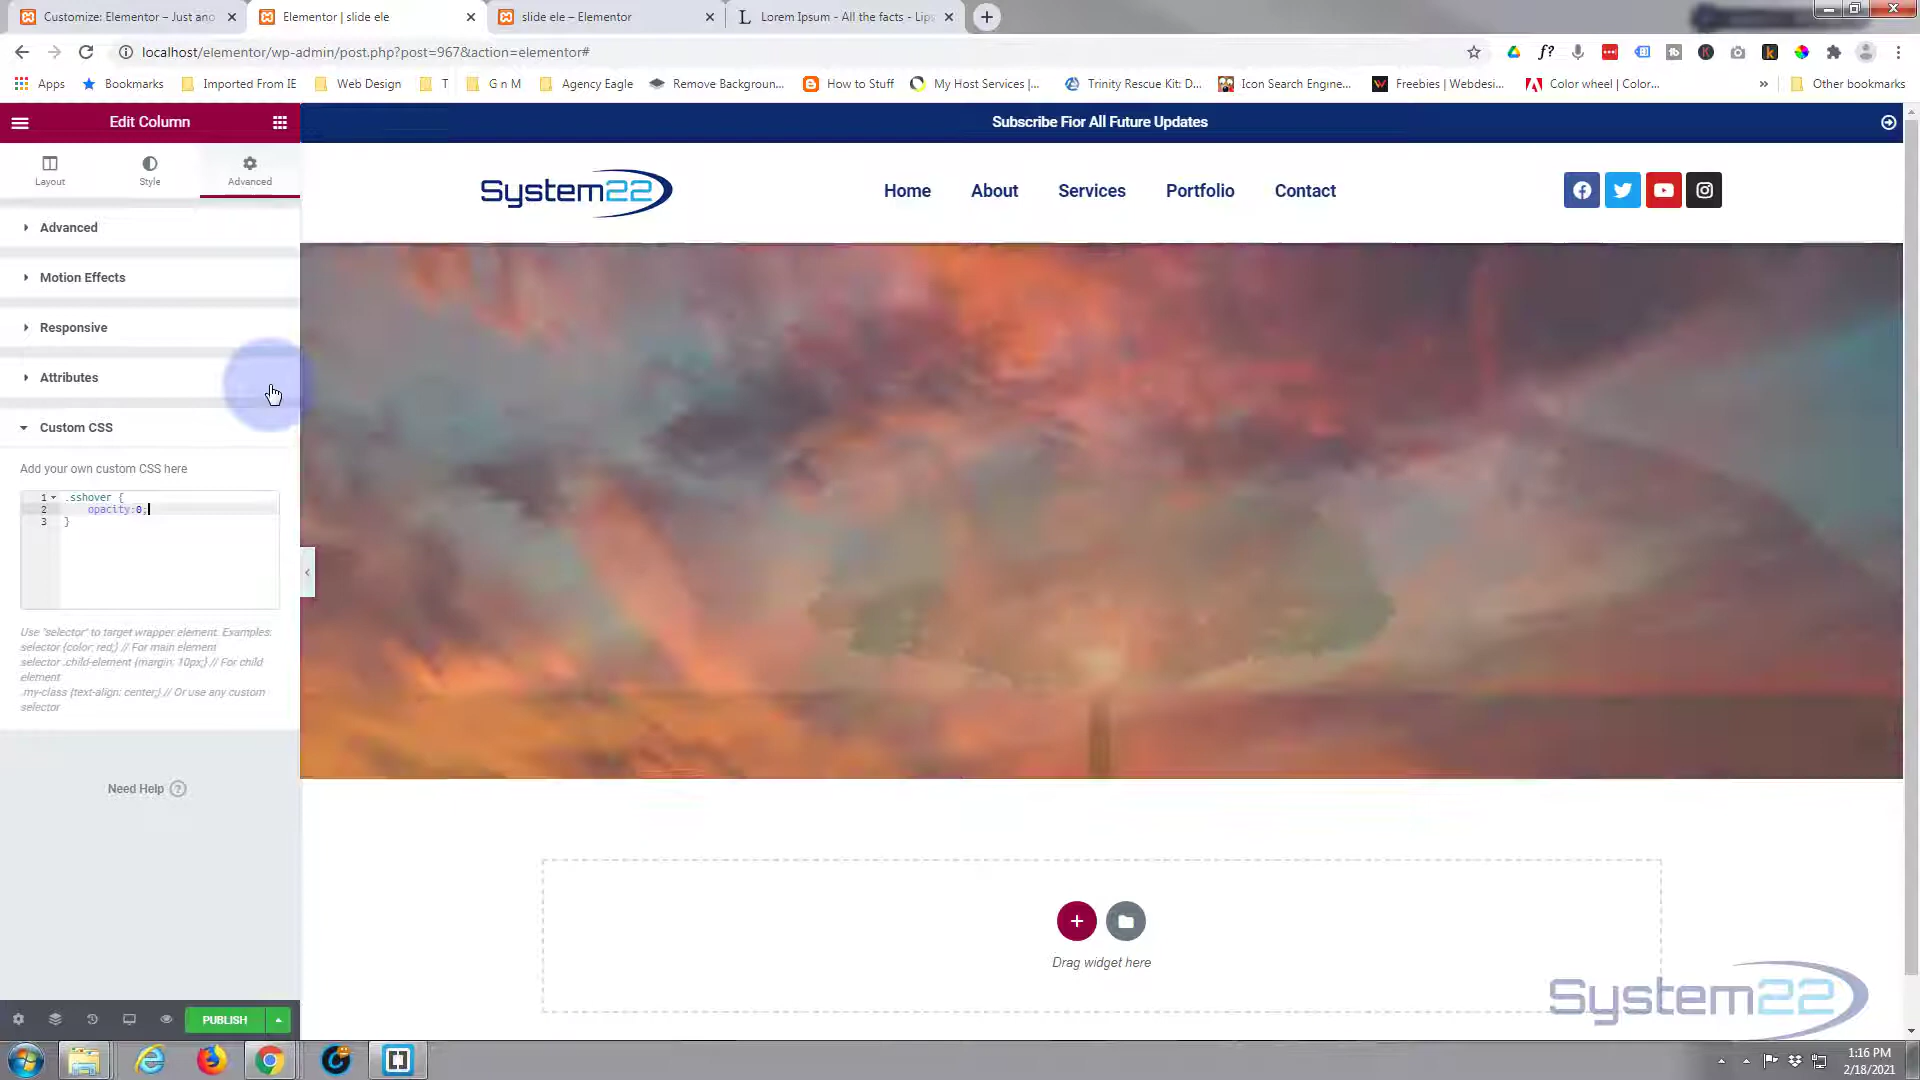 Customize: Elementor – Just ano
Elementor | slide ele
slide ele – Elementor
Lorem Ipsum - All the facts - Lips
localhost/elementor/wp-admin/post.php?post=967&action=elementor#
Apps
Bookmarks
Imported From IE
Web Design
T
G n M
Agency Eagle
Remove Backgroun...
How to Stuff
My Host Services |...
Trinity Rescue Kit: D...
Icon Search Engine...
Freebies | Webdesi...
Color wheel | Color...
Other bookmarks
Edit Column
Subscribe Fior All Future Updates
Layout
Style
Advanced
System22
Home
About
Services
Portfolio
Contact
Advanced
Motion Effects
Responsive
Attributes
Custom CSS
Add your own custom CSS here
1 .sshover {
2 opacity:0;
3 }
Use "selector" to target wrapper element. Examples:
selector {color: red;} // For main element
selector .child-element {margin: 10px;} // For child
element
.my-class {text-align: center;} // Or use any custom
selector
Need Help ?
Drag widget here
System22
PUBLISH
1:16 PM
2/18/2021